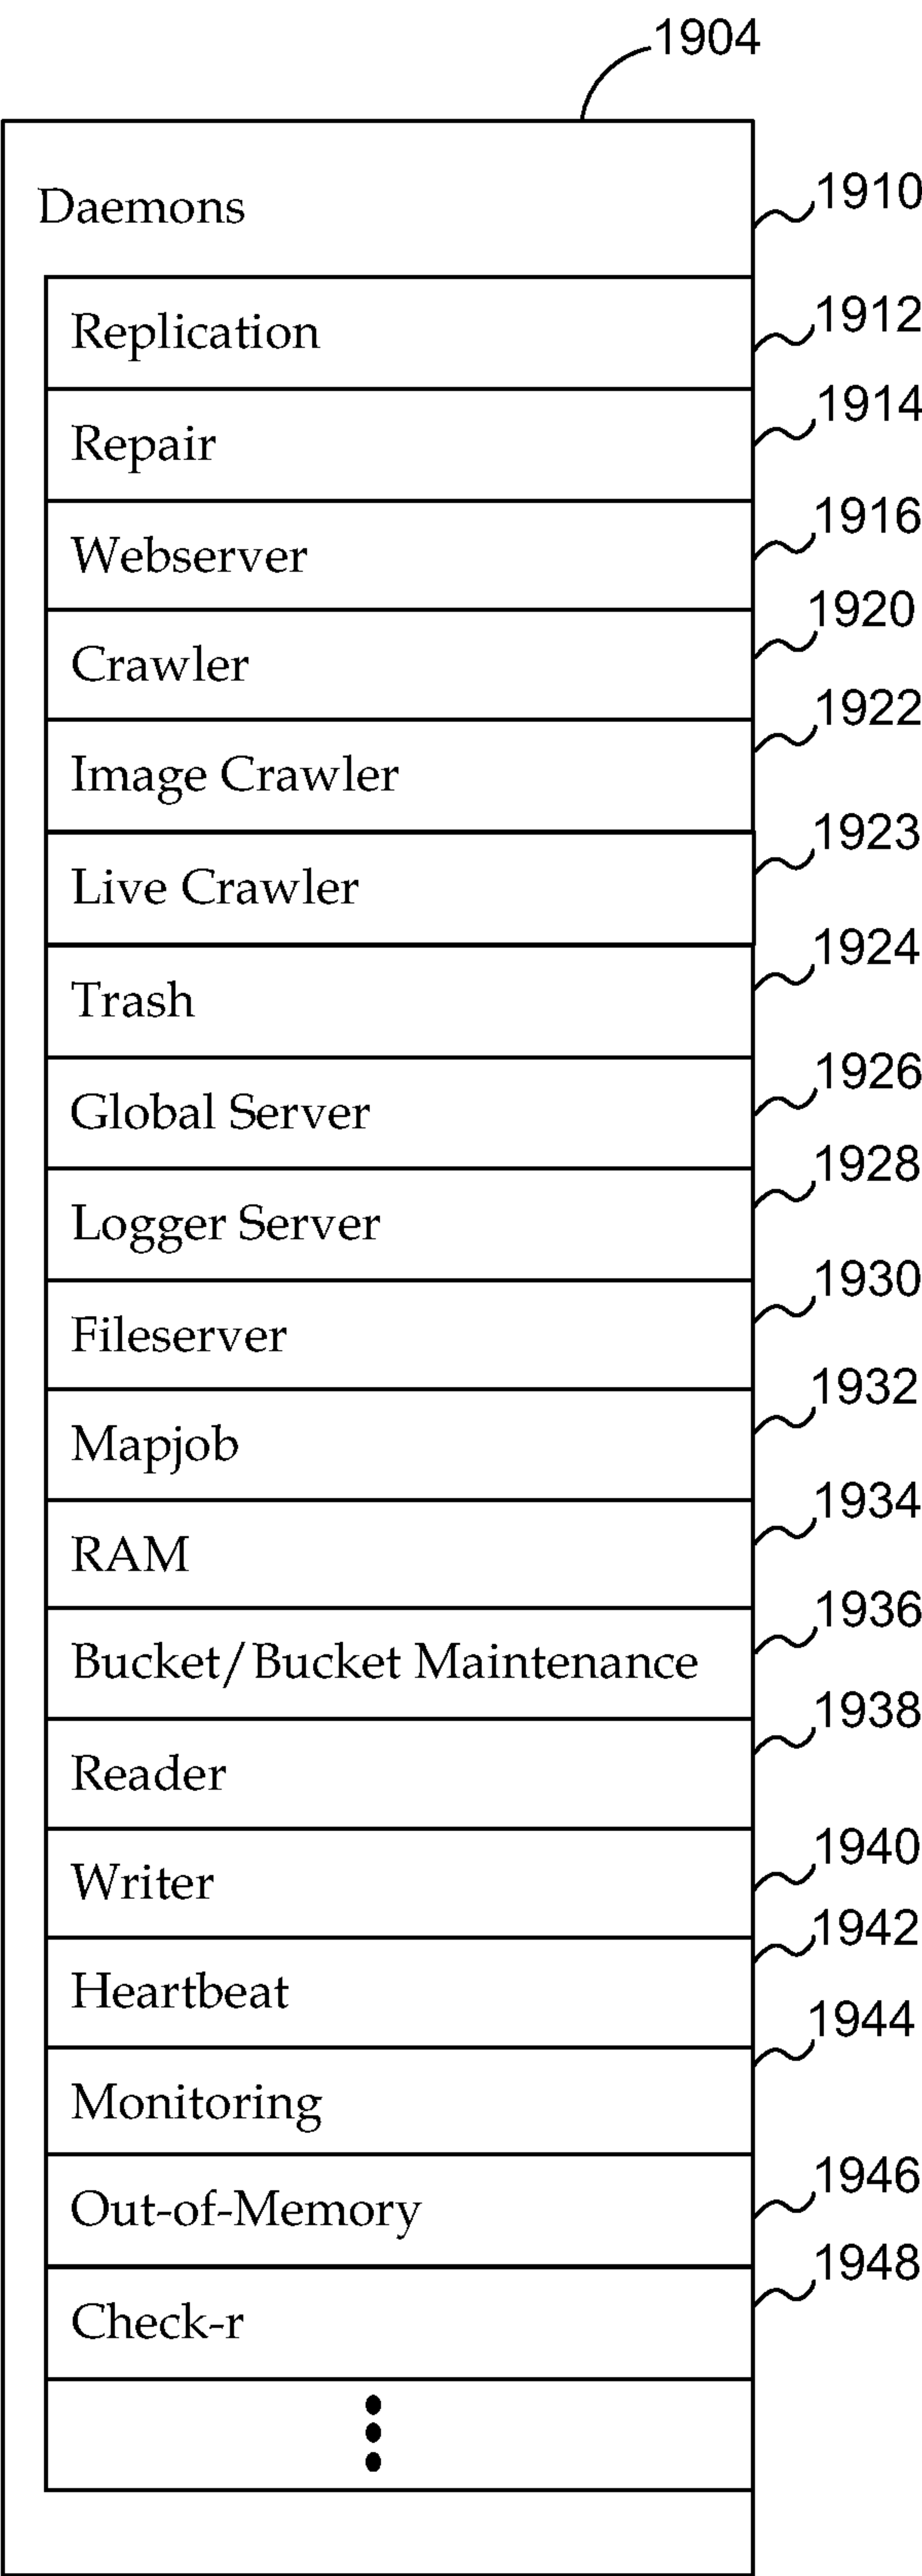 1904
Daemons 1910
Replication 1912
Repair 1914
Webserver 1916
Crawler 1920
Image Crawler 1922
Live Crawler 1923
Trash 1924
Global Server 1926
Logger Server 1928
Fileserver 1930
Mapjob 1932
RAM 1934
Bucket/Bucket Maintenance 1936
Reader 1938
Writer 1940
Heartbeat 1942
Monitoring 1944
Out-of-Memory 1946
Check-r 1948